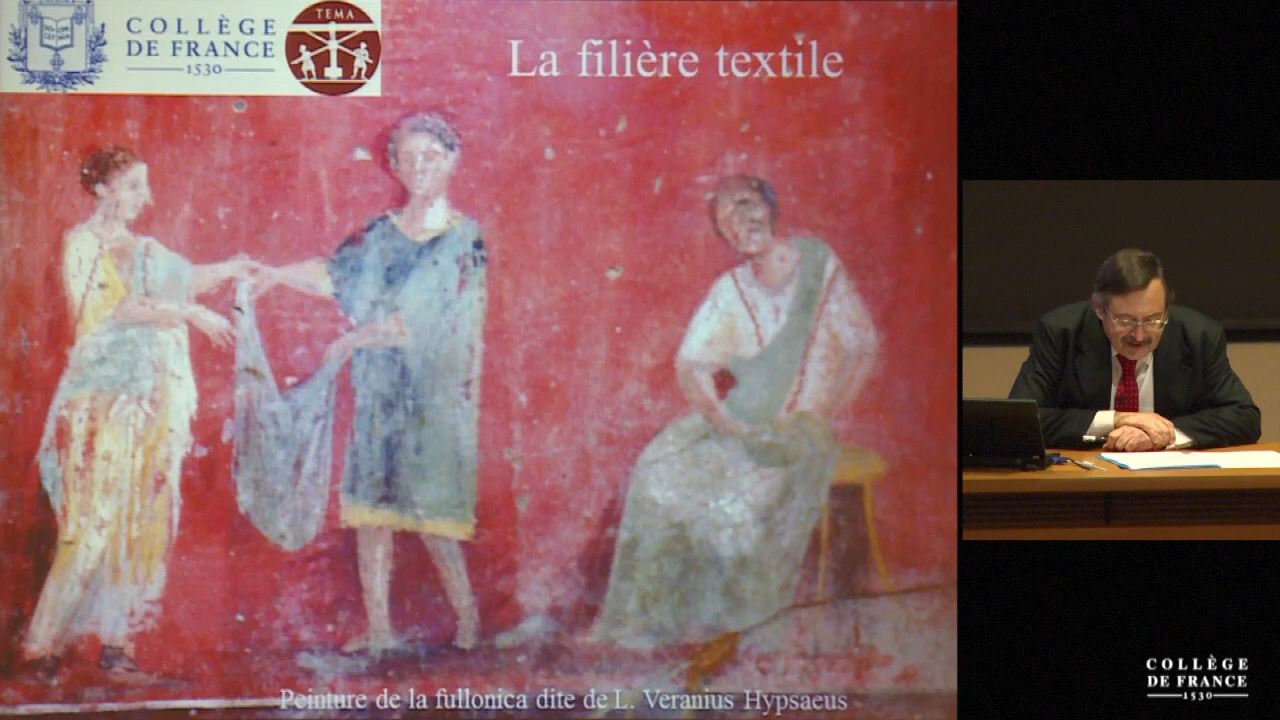 COLLÈGE
DE FRANCE
1530
TEMA
La filière textile
Peinture de la fullonica dite de L. Veranius Hypsaeus
COLLÈGE
DE FRANCE
1530